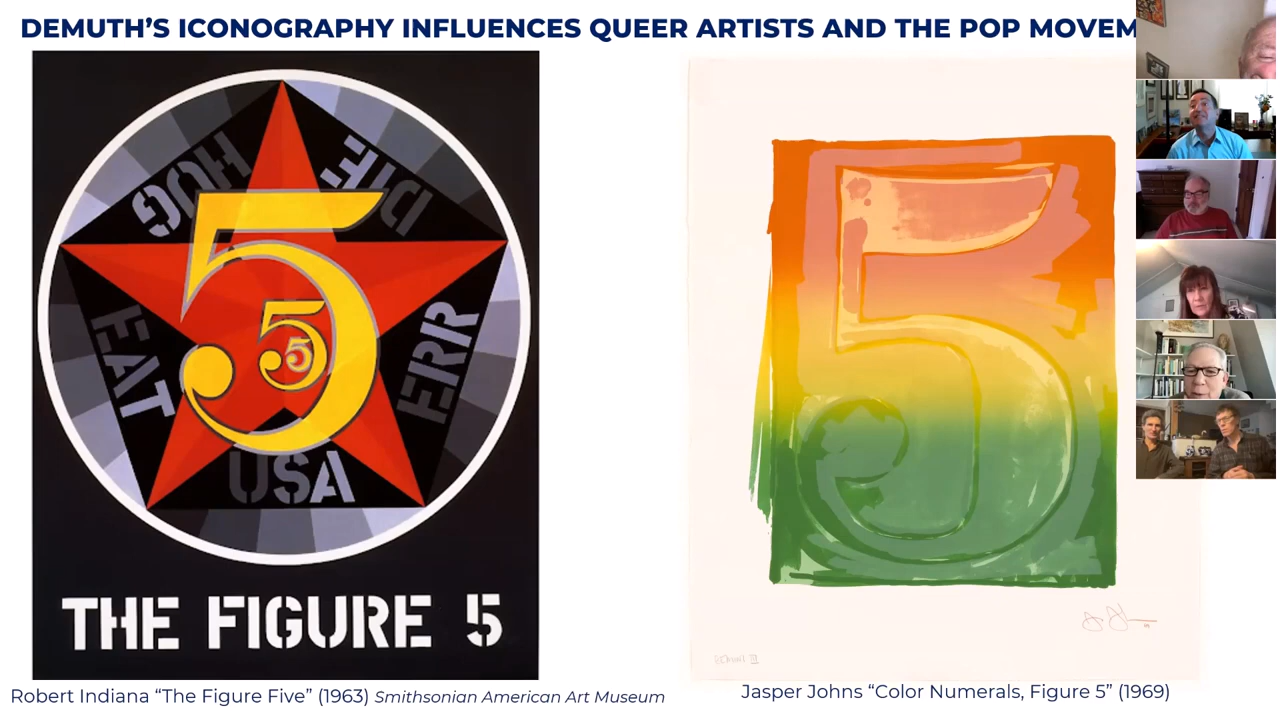 DEMUTH’S ICONOGRAPHY INFLUENCES QUEER ARTISTS AND THE POP MOVEM
HUG
DIE
5
5
5
EAT
ERR
USA
THE FIGURE 5
5
Robert Indiana “The Figure Five” (1963) Smithsonian American Art Museum
Jasper Johns “Color Numerals, Figure 5” (1969)